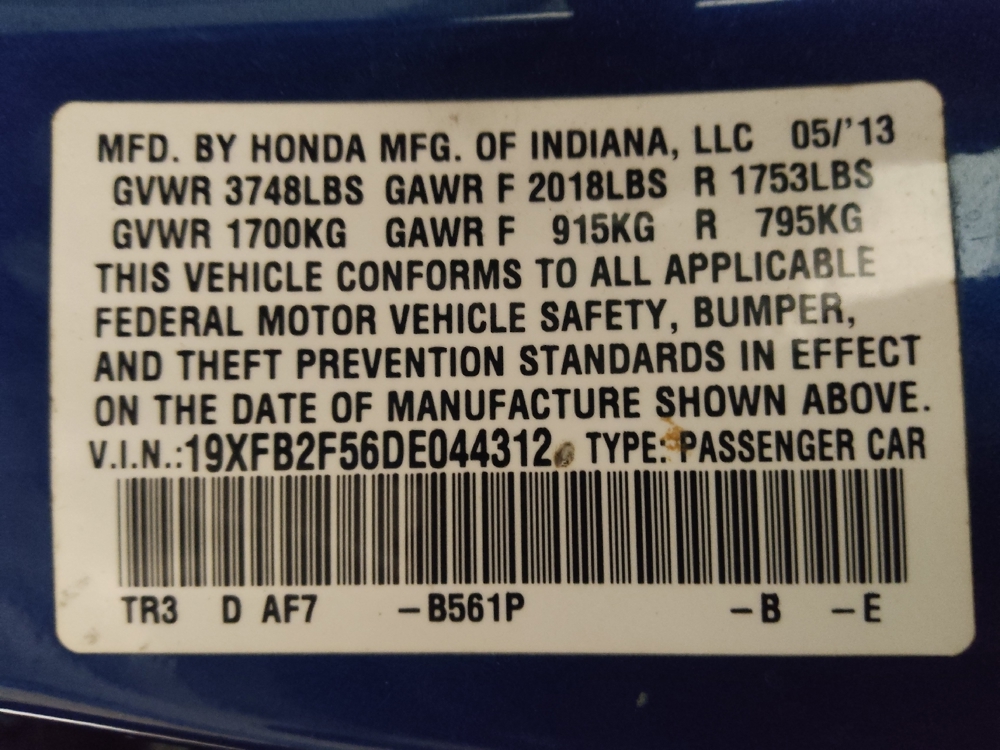 MFD. BY HONDA MFG. OF INDIANA, LLC 05/'13
GVWR 3748LBS GAWR F 2018LBS R 1753LBS
GVWR 1700KG GAWR F 915KG R 795KG
THIS VEHICLE CONFORMS TO ALL APPLICABLE
FEDERAL MOTOR VEHICLE SAFETY, BUMPER,
AND THEFT PREVENTION STANDARDS IN EFFECT
ON THE DATE OF MANUFACTURE SHOWN ABOVE.
V.I.N.:19XFB2F56DE044312 TYPE: PASSENGER CAR
TR3 D AF7 –B561P –B –E